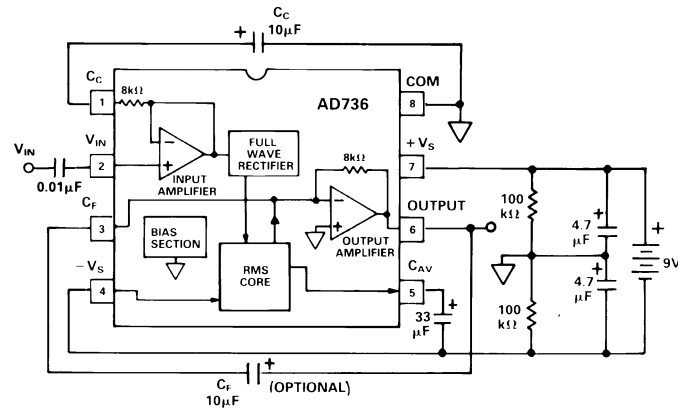 C_C
10µF
+
C_C
8kΩ
1
AD736
COM
8
V_IN
0.01µF
V_IN
2
−
+
INPUT
AMPLIFIER
FULL
WAVE
RECTIFIER
8kΩ
+V_S
7
C_F
3
BIAS
SECTION
−
+
OUTPUT
AMPLIFIER
OUTPUT
6
−V_S
4
RMS
CORE
C_AV
5
+
33
µF
100
kΩ
100
kΩ
+
4.7
µF
+
4.7
µF
+
9V
C_F
10µF
+
(OPTIONAL)